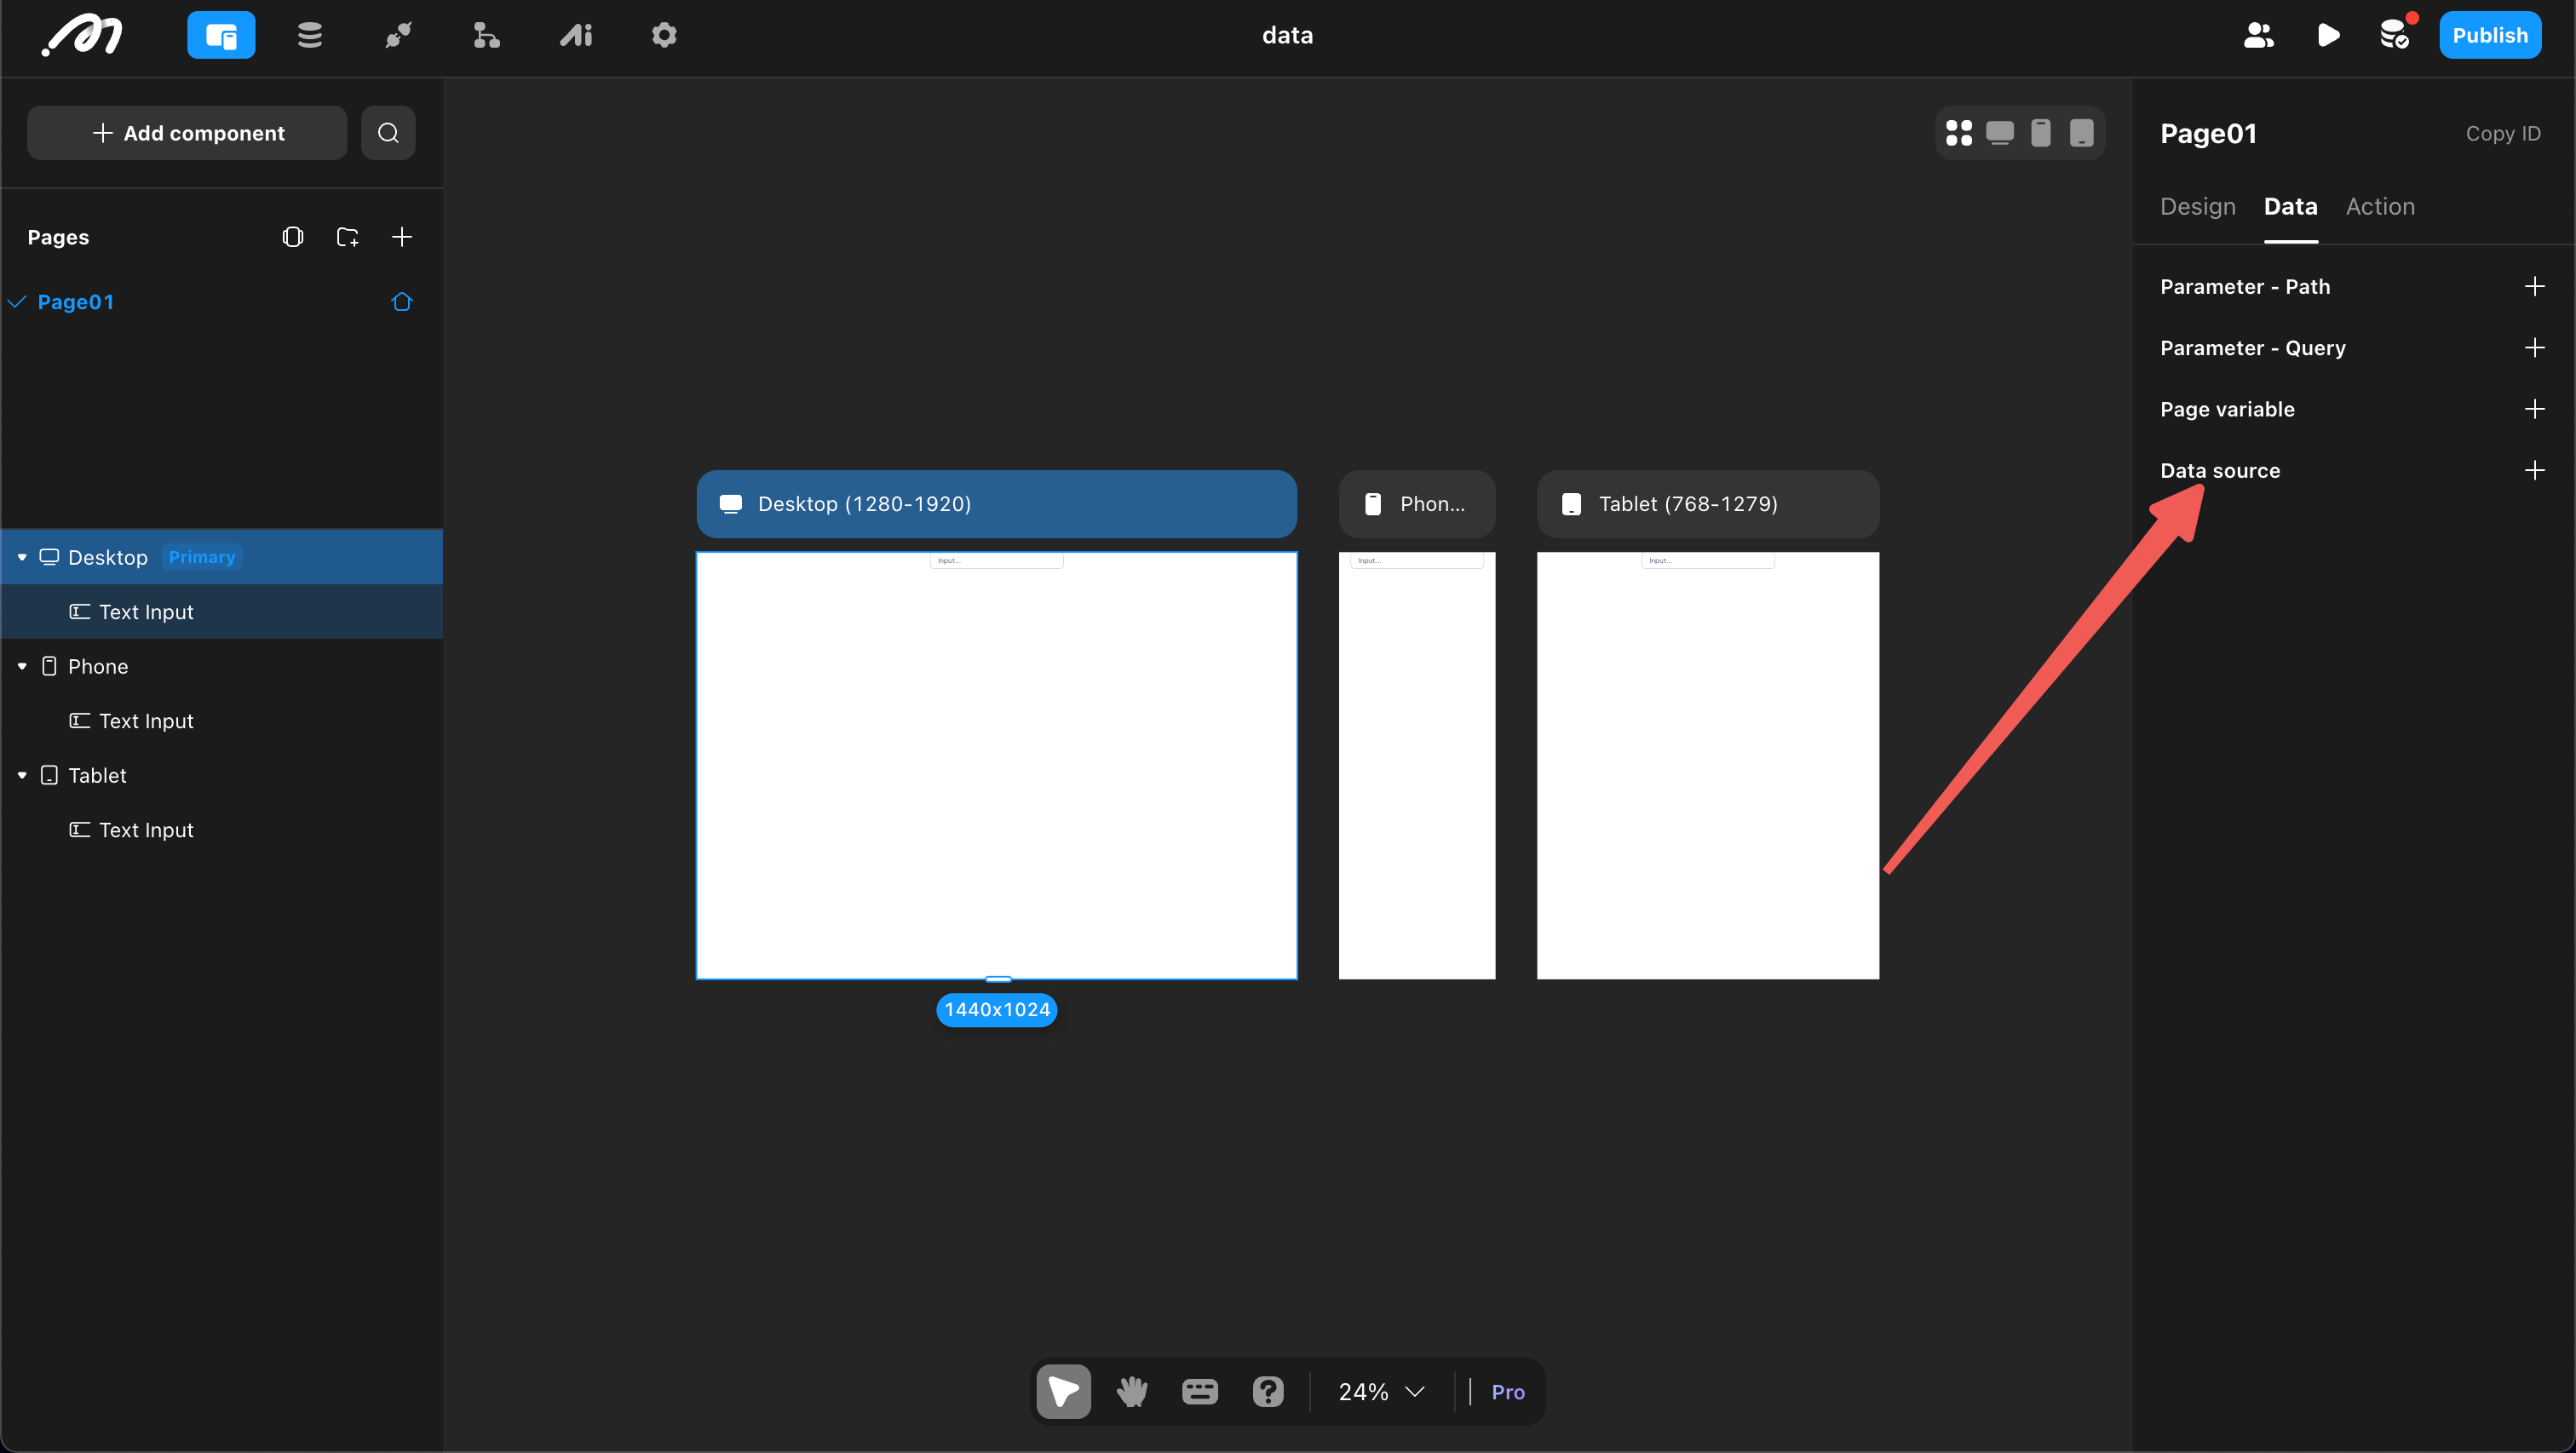 data
Publish
Add component
Pages
Page01
Desktop Primary
Text Input
Phone
Text Input
Tablet
Text Input
Desktop (1280-1920)
Phon...
Tablet (768-1279)
Input...
Input...
Input...
1440x1024
24%
Pro
Page01
Copy ID
Design Data Action
Parameter - Path
Parameter - Query
Page variable
Data source